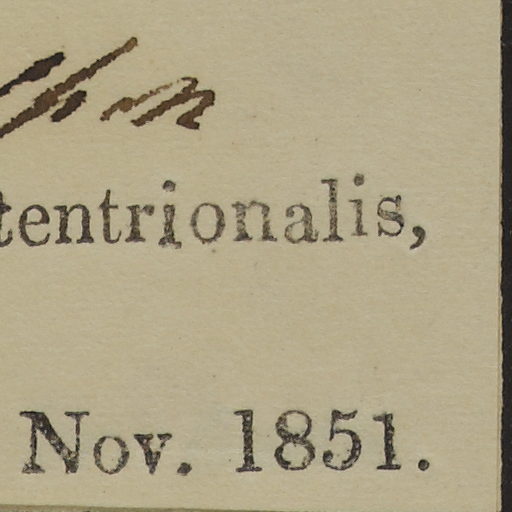 tentrionalis,
Nov. 1851.